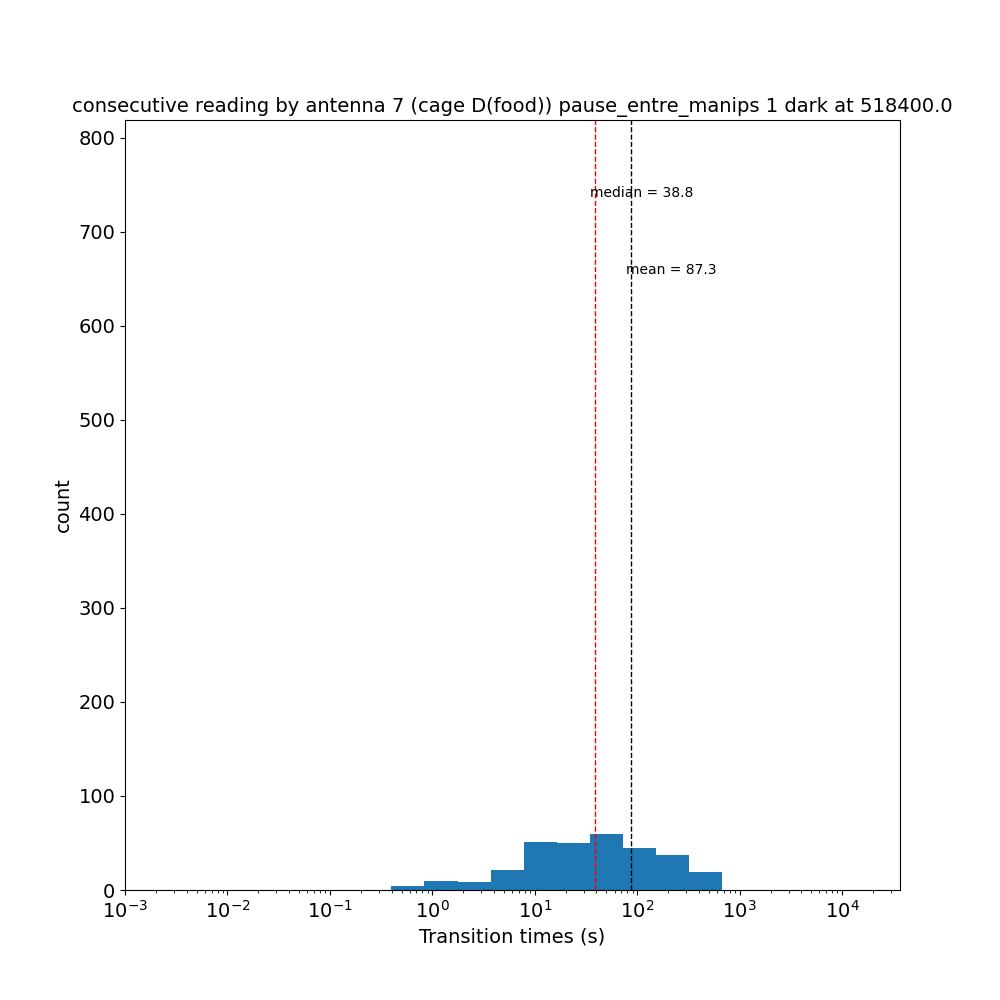 consecutive reading by antenna 7 (cage D(food)) pause_entre_manips 1 dark at 518400.0
800
median = 38.8
700
mean = 87.3
600
500
count
400
300
200
100
0
10⁻³ 10⁻² 10⁻¹ 10⁰ 10¹ 10² 10³ 10⁴
Transition times (s)